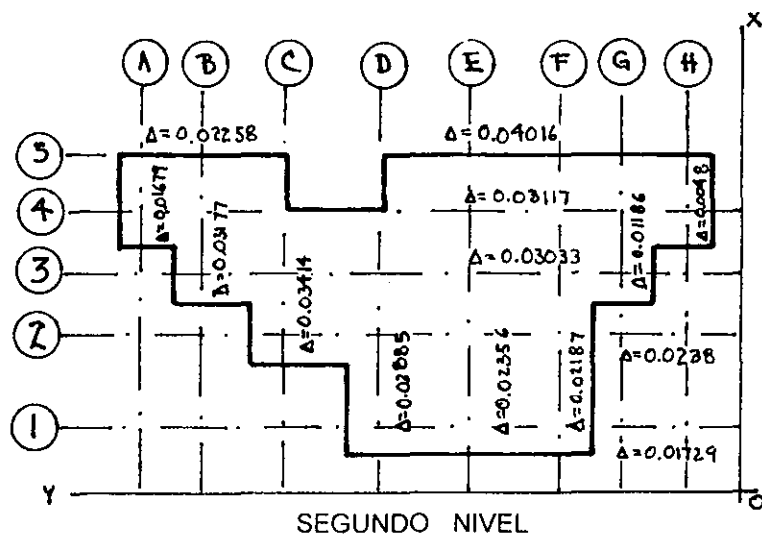 X
A B C D E F G H
Δ=0.02258 Δ=0.04016
5
4
3
2
1
Δ=0.01679
Δ=0.03177
Δ=0.03414
Δ=0.02885
Δ=0.02356
Δ=0.02187
Δ=0.01186
Δ=0.0098
Δ=0.03117
Δ=0.03033
Δ=0.0238
Δ=0.01729
Y O
SEGUNDO NIVEL